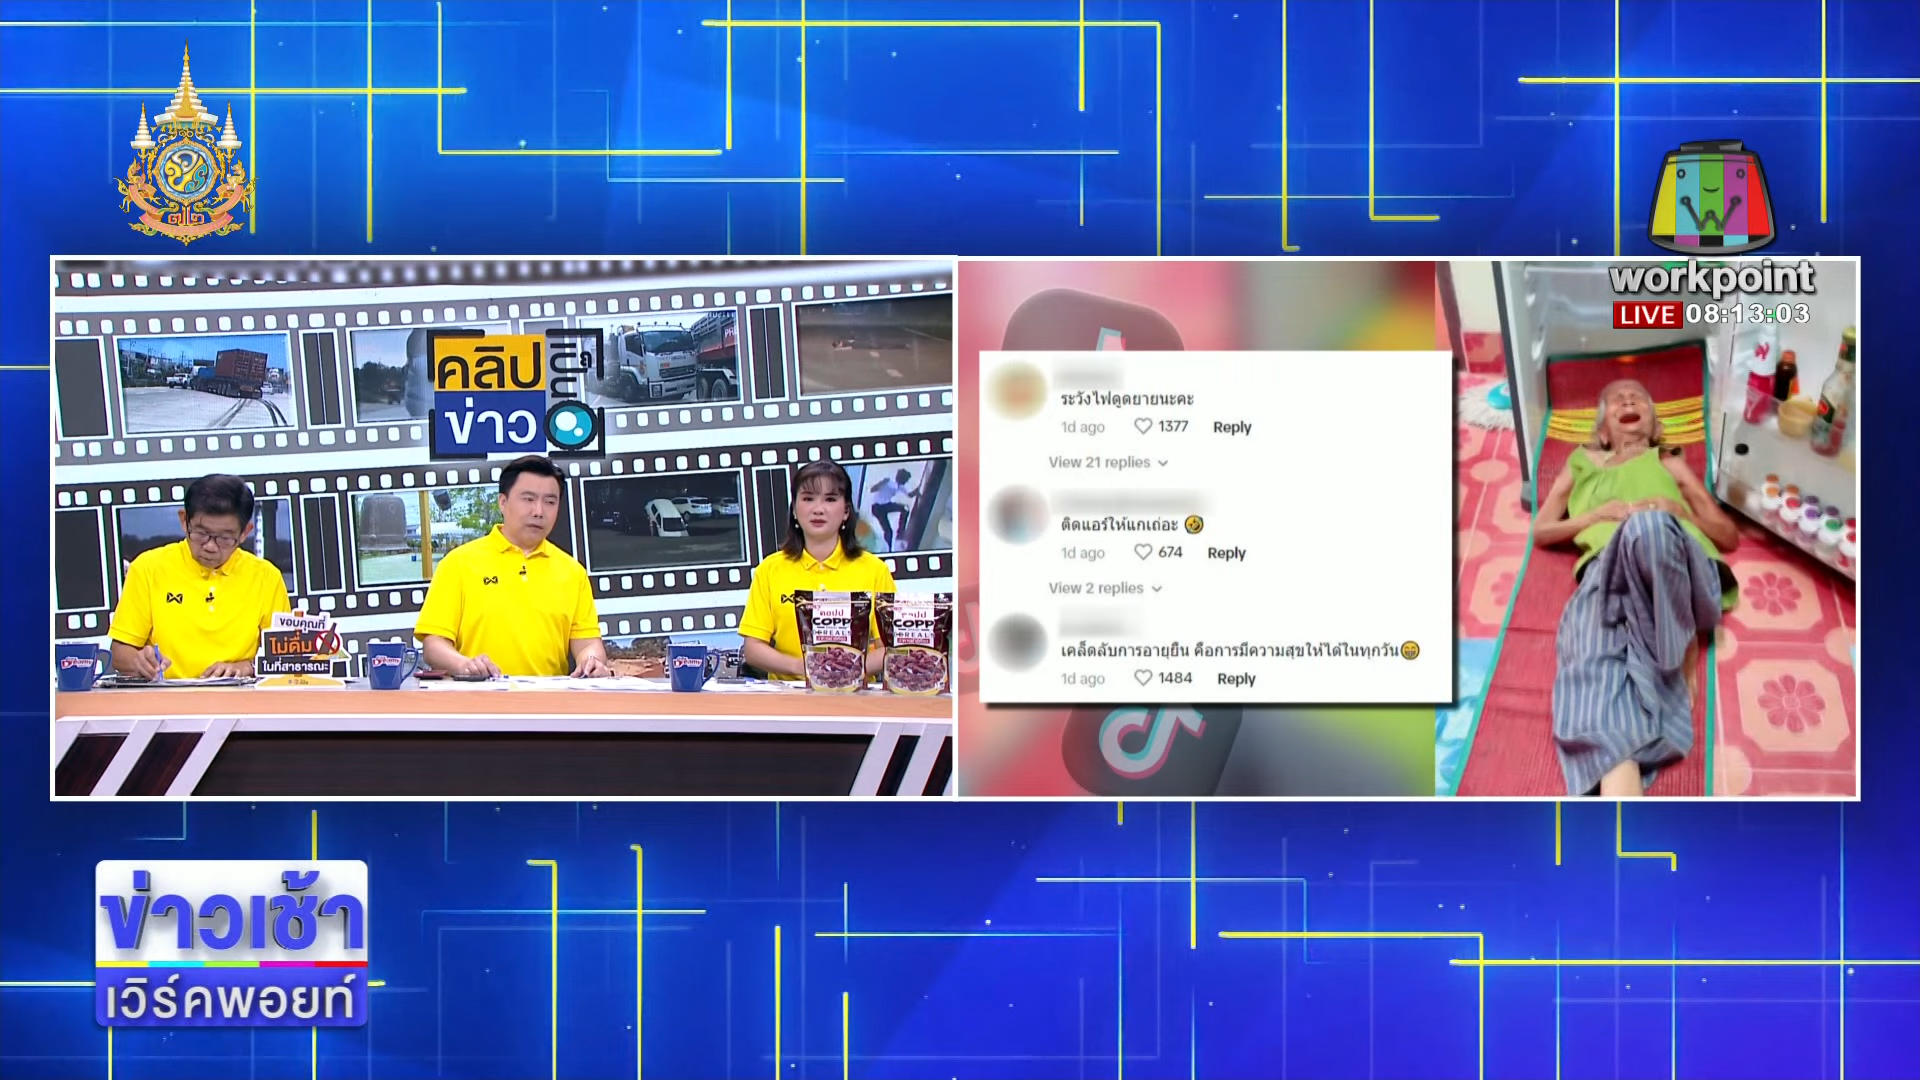 ๗๒
workpoint
LIVE 08:13:03
คลิป
ข่าว
ขอบคุณที่
ไม่ดื่ม
ในที่สาธารณะ
COPP
CEREAL
COPP
CEREAL
ระวังไฟดูดยายนะคะ
1d ago 1377 Reply
View 21 replies
ติดแอร์ให้แกเถ่อะ 🤣
1d ago 674 Reply
View 2 replies
เคล็ดลับการอายุยืน คือการมีความสุขให้ได้ในทุกวัน😁
1d ago 1484 Reply
ข่าวเช้า
เวิร์คพอยท์